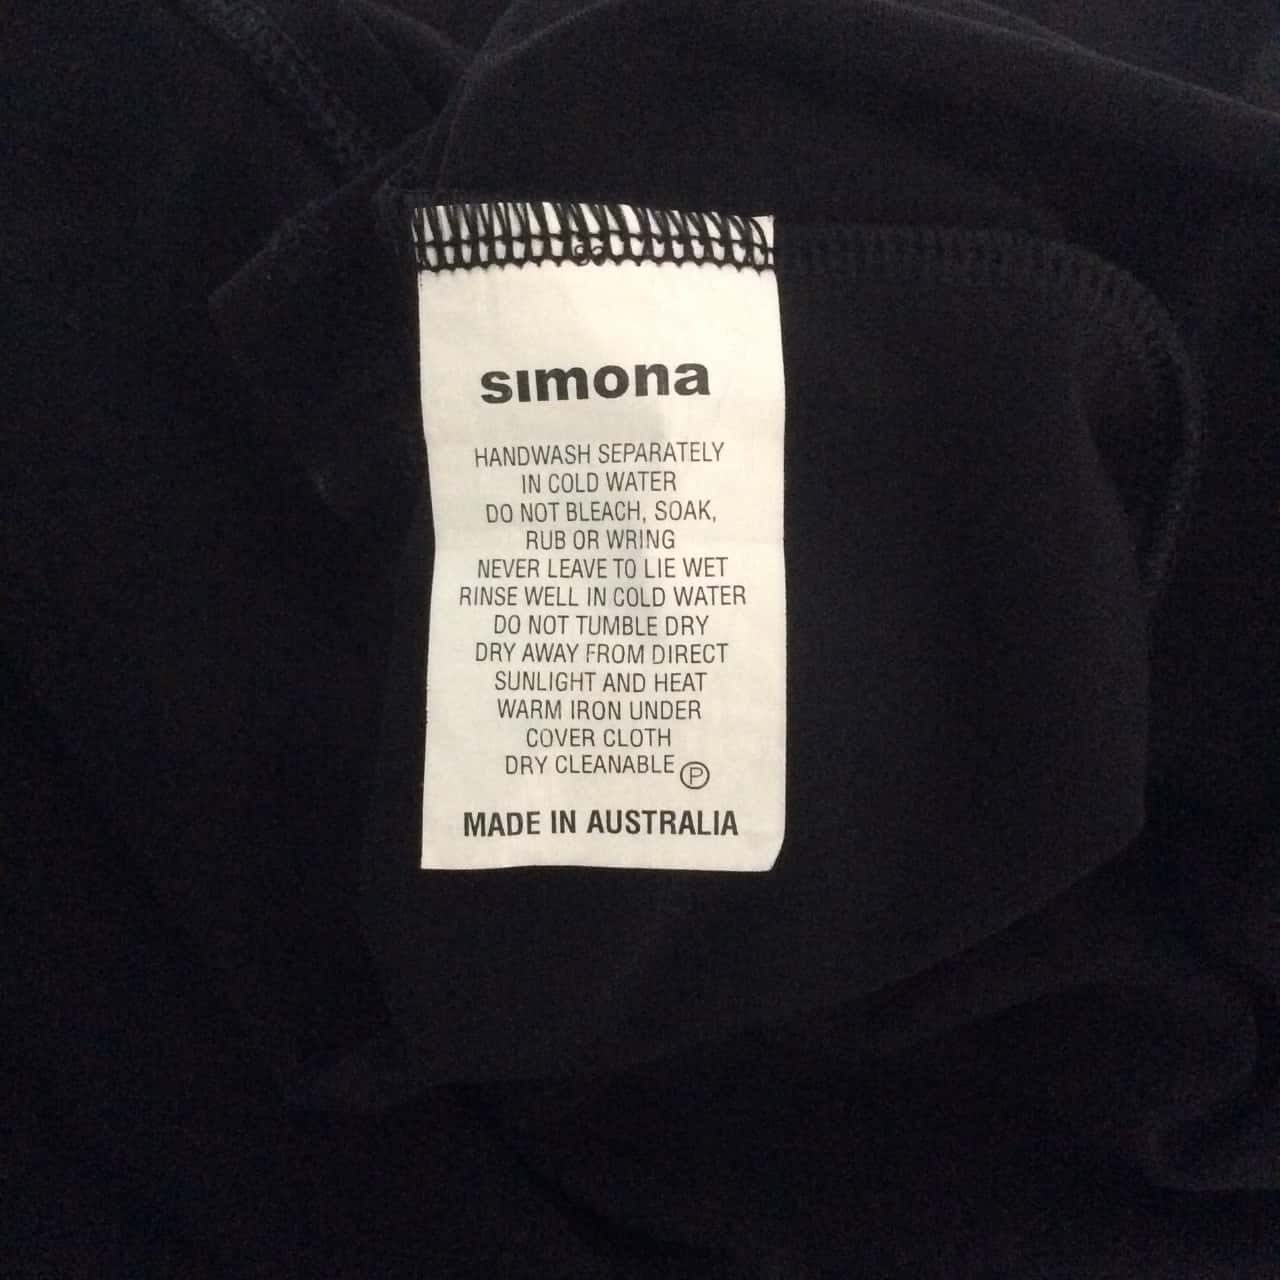 simona
HANDWASH SEPARATELY
IN COLD WATER
DO NOT BLEACH, SOAK,
RUB OR WRING
NEVER LEAVE TO LIE WET
RINSE WELL IN COLD WATER
DO NOT TUMBLE DRY
DRY AWAY FROM DIRECT
SUNLIGHT AND HEAT
WARM IRON UNDER
COVER CLOTH
DRY CLEANABLE Ⓟ
MADE IN AUSTRALIA